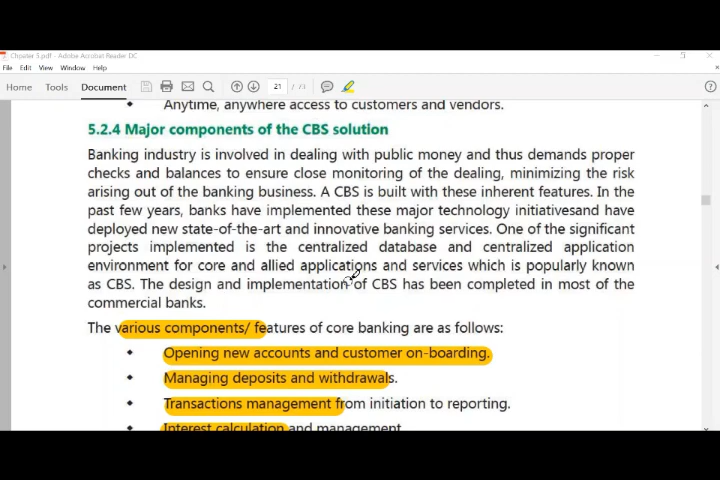 Chpater 5.pdf - Adobe Acrobat Reader DC
File Edit View Window Help
Home Tools Document 21 / 73
Anytime, anywhere access to customers and vendors.
5.2.4 Major components of the CBS solution
Banking industry is involved in dealing with public money and thus demands proper
checks and balances to ensure close monitoring of the dealing, minimizing the risk
arising out of the banking business. A CBS is built with these inherent features. In the
past few years, banks have implemented these major technology initiativesand have
deployed new state-of-the-art and innovative banking services. One of the significant
projects implemented is the centralized database and centralized application
environment for core and allied applications and services which is popularly known
as CBS. The design and implementation of CBS has been completed in most of the
commercial banks.
The various components/ features of core banking are as follows:
Opening new accounts and customer on-boarding.
Managing deposits and withdrawals.
Transactions management from initiation to reporting.
Interest calculation and management.